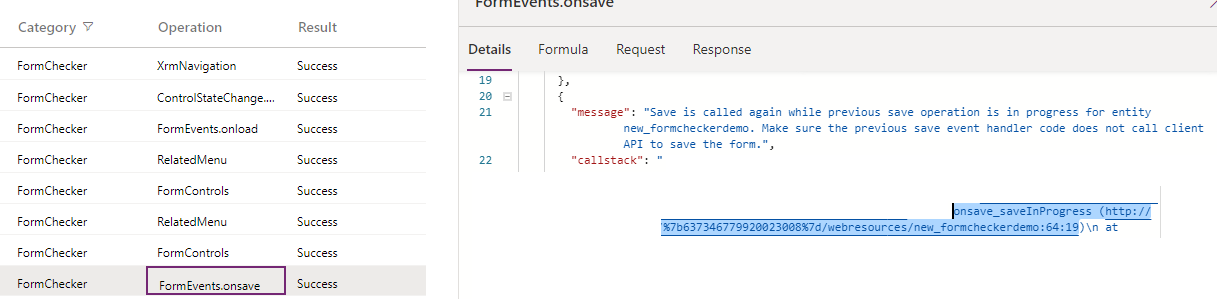 FormEvents.onsave
Category Operation Result
Details Formula Request Response
FormChecker XrmNavigation Success
FormChecker ControlStateChange.... Success
FormChecker FormEvents.onload Success
FormChecker RelatedMenu Success
FormChecker FormControls Success
FormChecker RelatedMenu Success
FormChecker FormControls Success
FormChecker FormEvents.onsave Success
19 },
20 {
21 "message": "Save is called again while previous save operation is in progress for entity
new_formcheckerdemo. Make sure the previous save event handler code does not call client
API to save the form.",
22 "callstack": "
onsave_saveInProgress (http://
%7b637346779920023008%7d/webresources/new_formcheckerdemo:64:19)\n at